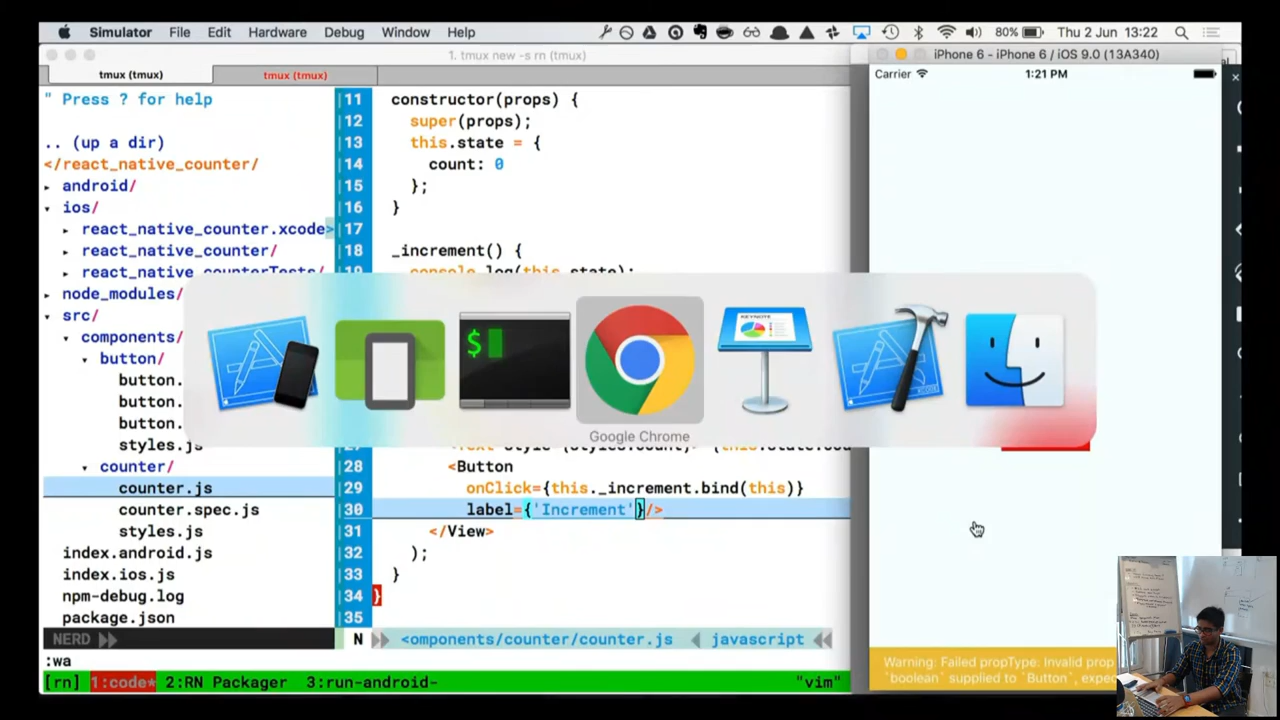 Simulator File Edit Hardware Debug Window Help 80% Thu 2 Jun 13:22
1. tmux new -s rn (tmux)
tmux (tmux) tmux (tmux)
iPhone 6 - iPhone 6 / iOS 9.0 (13A340)
Carrier 1:21 PM
" Press ? for help
.. (up a dir)
</react_native_counter/
▸ android/
▾ ios/
▸ react_native_counter.xcode>
▸ react_native_counter/
▸ react_native_counterTests/
▸ node_modules/
▾ src/
▾ components/
▾ button/
button.
button.
button.
styles.js
▾ counter/
counter.js
counter.spec.js
styles.js
index.android.js
index.ios.js
npm-debug.log
package.json
11 constructor(props) {
12 super(props);
13 this.state = {
14 count: 0
15 };
16 }
17
18 _increment() {
19 console.log(this.state);
28 <Button
29 onClick={this._increment.bind(this)}
30 label={'Increment'}/>
31 </View>
32 );
33 }
34 }
35
$
KEYNOTE
Google Chrome
Warning: Failed propType: Invalid prop
`boolean` supplied to `Button`, expec
NERD N <omponents/counter/counter.js javascript
:wa
[rn] 1:code* 2:RN Packager 3:run-android- "vim"